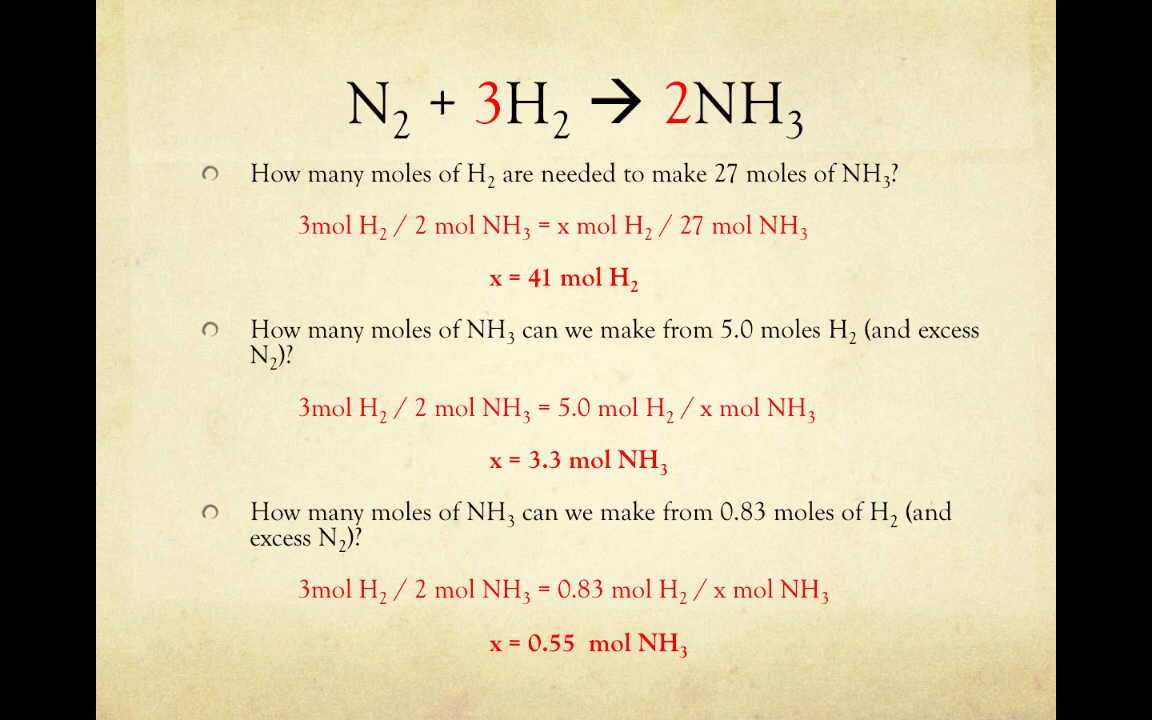 N₂ + 3H₂ → 2NH₃
How many moles of H₂ are needed to make 27 moles of NH₃?
3mol H₂ / 2 mol NH₃ = x mol H₂ / 27 mol NH₃
x = 41 mol H₂
How many moles of NH₃ can we make from 5.0 moles H₂ (and excess
N₂)?
3mol H₂ / 2 mol NH₃ = 5.0 mol H₂ / x mol NH₃
x = 3.3 mol NH₃
How many moles of NH₃ can we make from 0.83 moles of H₂ (and
excess N₂)?
3mol H₂ / 2 mol NH₃ = 0.83 mol H₂ / x mol NH₃
x = 0.55 mol NH₃